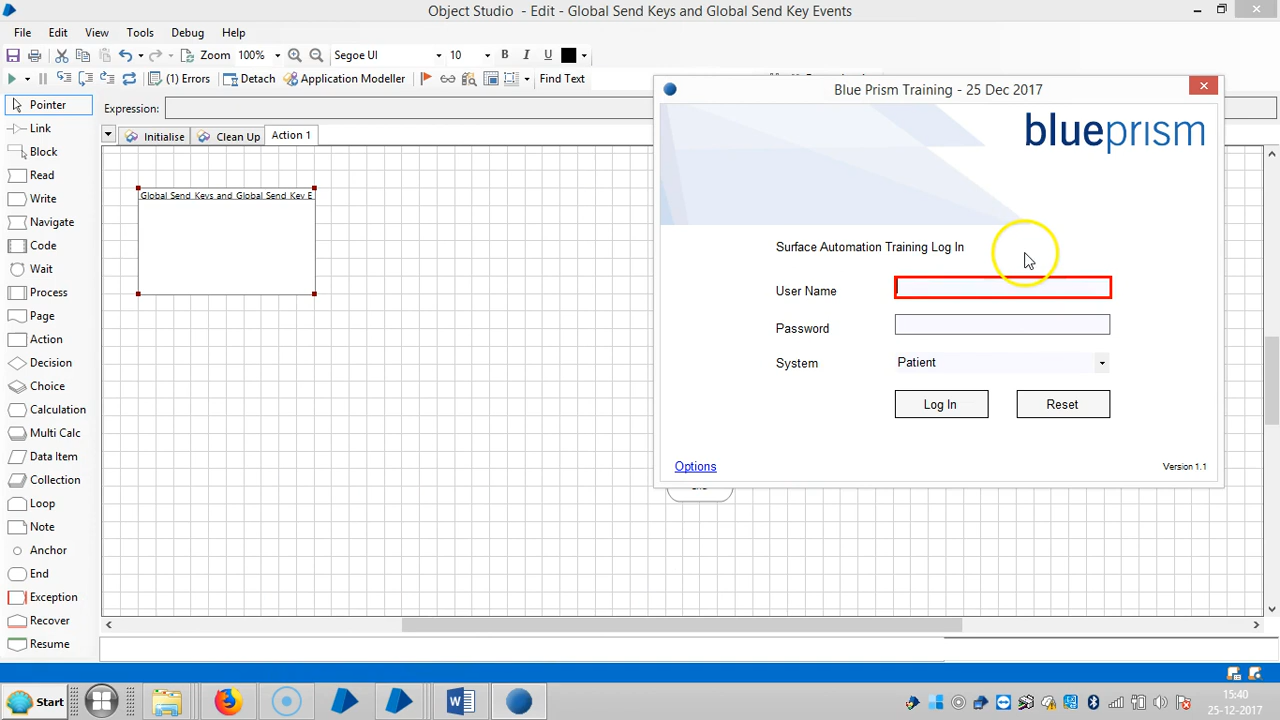 Object Studio - Edit - Global Send Keys and Global Send Key Events
File Edit View Tools Debug Help
Zoom 100% Segoe UI 10 B I U
(1) Errors Detach Application Modeller Find Text
Pointer
Expression:
Link
Initialise Clean Up Action 1
Block
Read
Write
Navigate
Code
Wait
Process
Page
Action
Decision
Choice
Calculation
Multi Calc
Data Item
Collection
Loop
Note
Anchor
End
Exception
Recover
Resume
Global Send Keys and Global Send Key E
Blue Prism Training - 25 Dec 2017
blueprism
Surface Automation Training Log In
User Name
Password
System Patient
Log In Reset
Options
Version 1.1
Start
15:40
25-12-2017